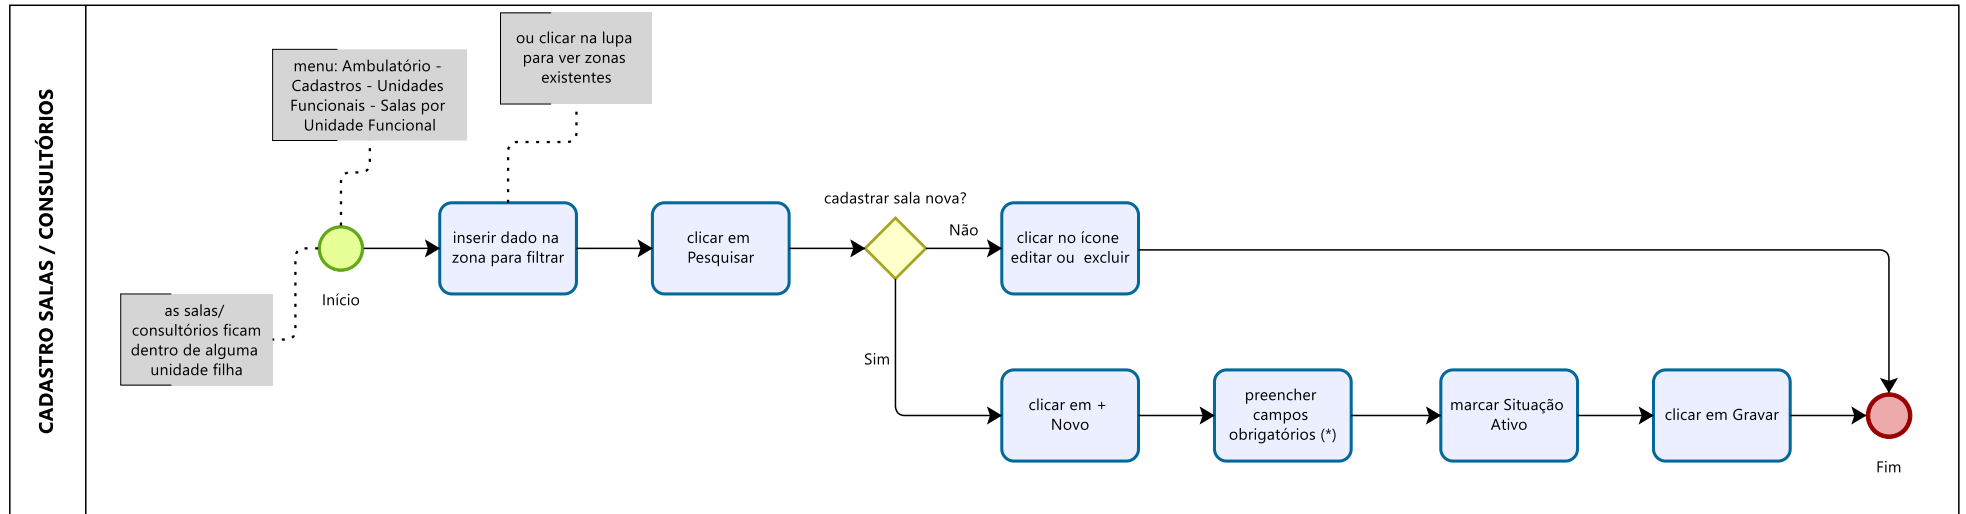 CADASTRO SALAS / CONSULTÓRIOS
menu: Ambulatório -
Cadastros - Unidades
Funcionais - Salas por
Unidade Funcional
ou clicar na lupa
para ver zonas
existentes
as salas/
consultórios ficam
dentro de alguma
unidade filha
Início
inserir dado na
zona para filtrar
clicar em
Pesquisar
cadastrar sala nova?
Não
clicar no ícone
editar ou excluir
Sim
clicar em +
Novo
preencher
campos
obrigatórios (*)
marcar Situação
Ativo
clicar em Gravar
Fim